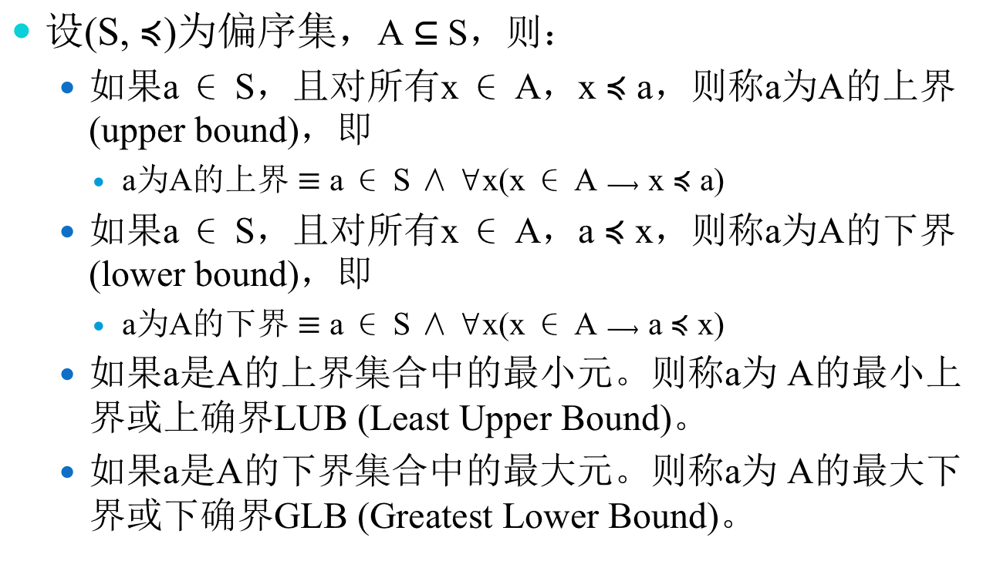 设(S, ≼)为偏序集，A ⊆ S，则：
如果a ∈ S，且对所有x ∈ A，x ≼ a，则称a为A的上界
(upper bound)，即
a为A的上界 ≡ a ∈ S ∧ ∀x(x ∈ A → x ≼ a)
如果a ∈ S，且对所有x ∈ A，a ≼ x，则称a为A的下界
(lower bound)，即
a为A的下界 ≡ a ∈ S ∧ ∀x(x ∈ A → a ≼ x)
如果a是A的上界集合中的最小元。则称a为 A的最小上
界或上确界LUB (Least Upper Bound)。
如果a是A的下界集合中的最大元。则称a为 A的最大下
界或下确界GLB (Greatest Lower Bound)。